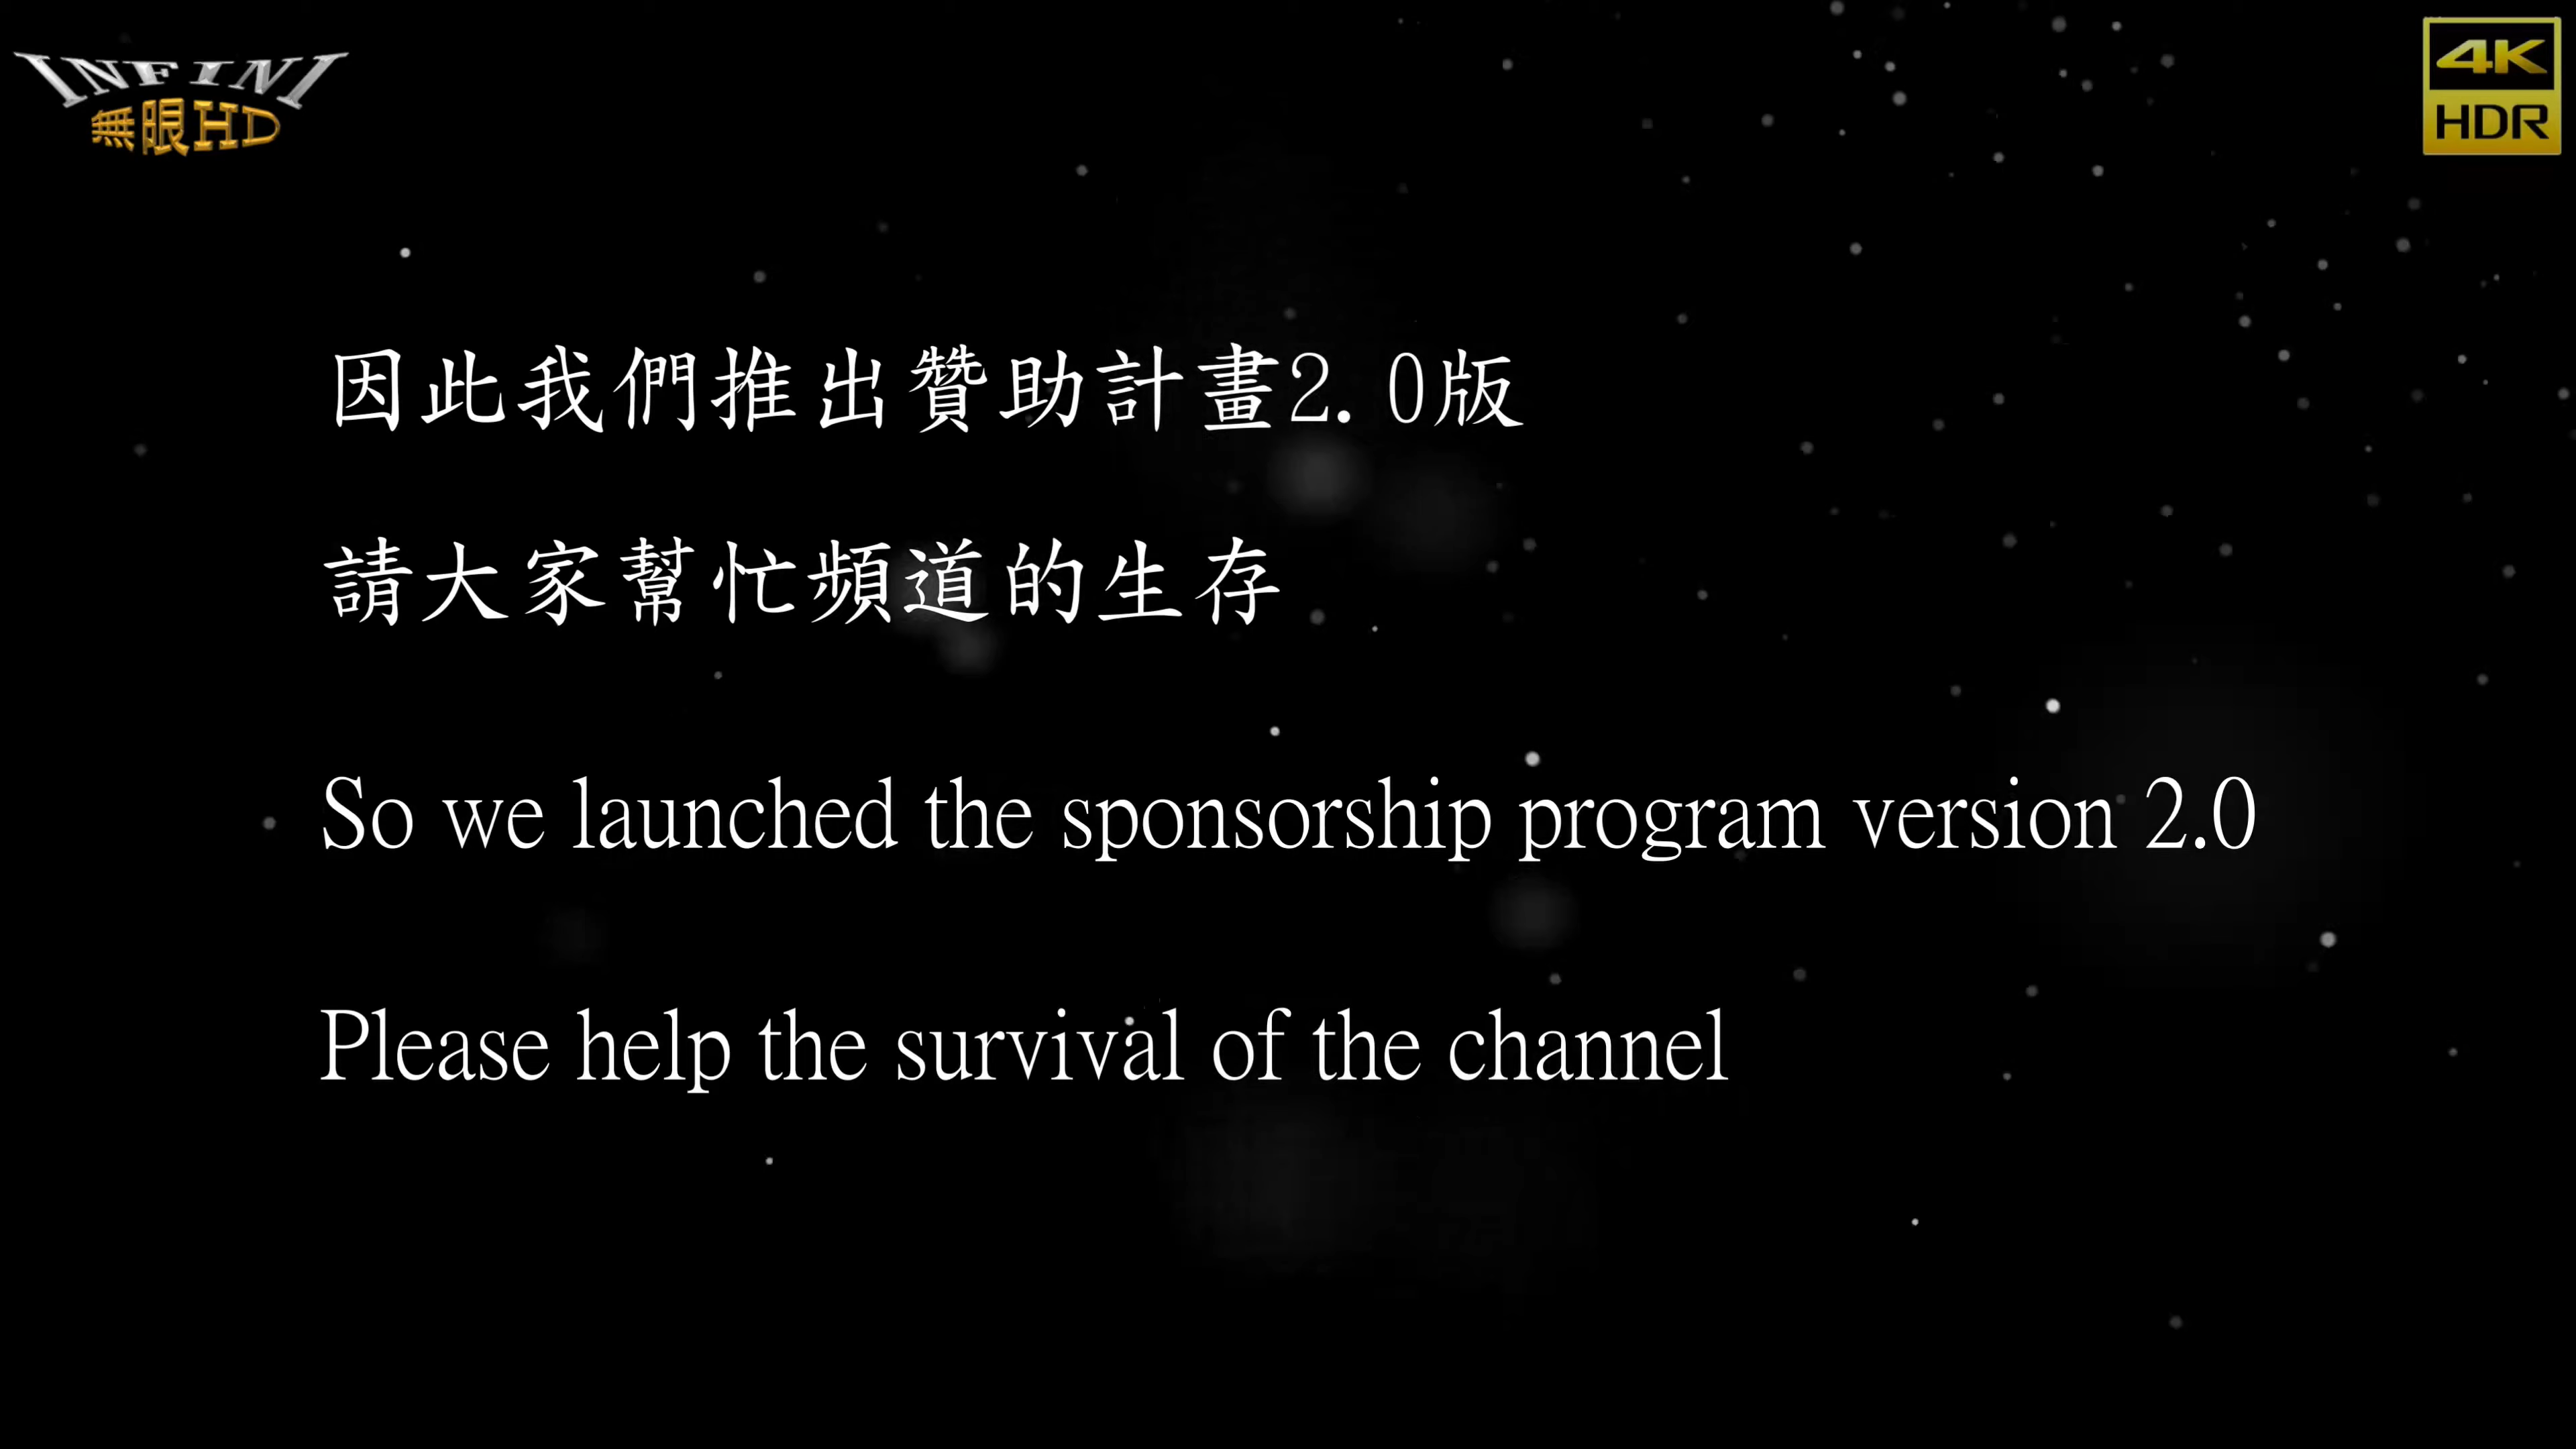 INFINI
無限HD
4K
HDR
因此我們推出贊助計畫2.0版
請大家幫忙頻道的生存
So we launched the sponsorship program version 2.0
Please help the survival of the channel